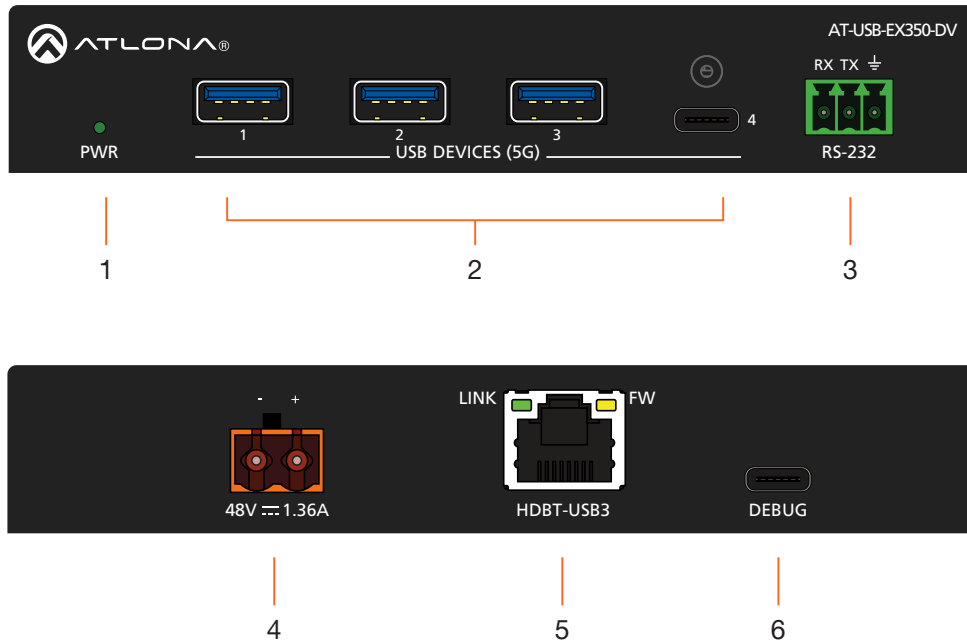 ATLONA®
AT-USB-EX350-DV
RX TX
PWR
1
2
3
4
USB DEVICES (5G)
RS-232
1
2
3
- +
LINK
FW
48V 1.36A
HDBT-USB3
DEBUG
4
5
6